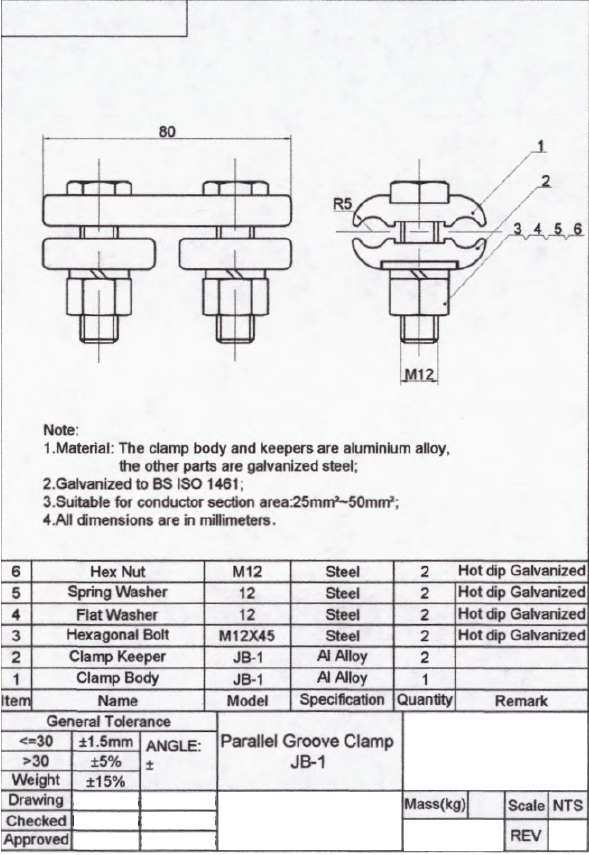 80
1
2
R5
3 4 5 6
M12
Note:
1.Material: The clamp body and keepers are aluminium alloy,
the other parts are galvanized steel;
2.Galvanized to BS ISO 1461;
3.Suitable for conductor section area:25mm²~50mm²;
4.All dimensions are in millimeters.
6 Hex Nut M12 Steel 2 Hot dip Galvanized
5 Spring Washer 12 Steel 2 Hot dip Galvanized
4 Flat Washer 12 Steel 2 Hot dip Galvanized
3 Hexagonal Bolt M12X45 Steel 2 Hot dip Galvanized
2 Clamp Keeper JB-1 Al Alloy 2
1 Clamp Body JB-1 Al Alloy 1
Item Name Model Specification Quantity Remark
General Tolerance
<=30 ±1.5mm ANGLE:
>30 ±5% ±
Weight ±15%
Parallel Groove Clamp
JB-1
Drawing
Checked
Approved
Mass(kg) Scale NTS
REV